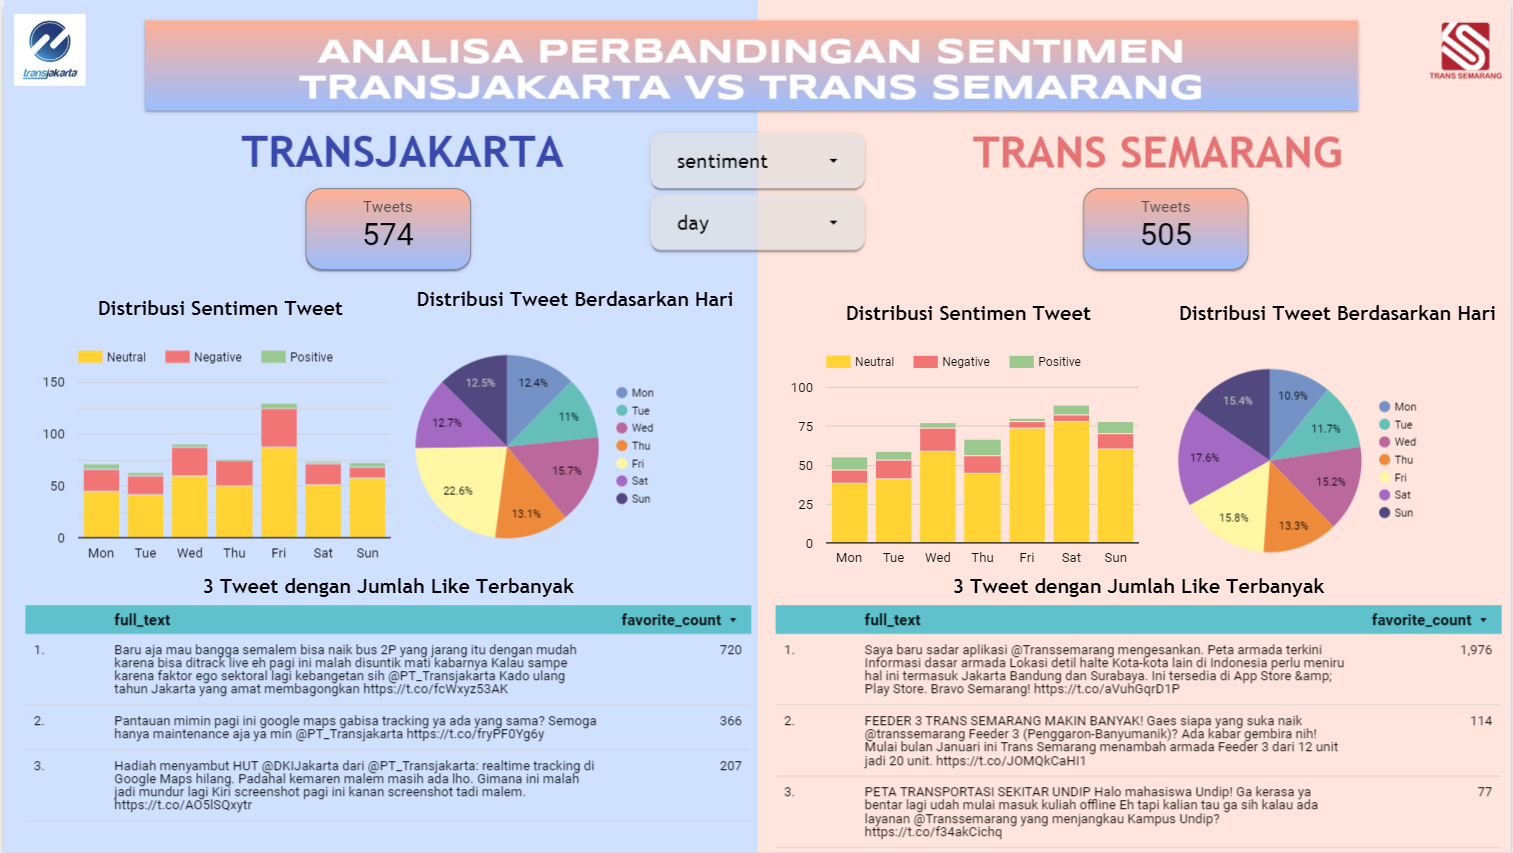 transjakarta
ANALISA PERBANDINGAN SENTIMEN
TRANSJAKARTA VS TRANS SEMARANG
TRANS SEMARANG
TRANSJAKARTA
sentiment
day
TRANS SEMARANG
Tweets
574
Tweets
505
Distribusi Sentimen Tweet
Neutral Negative Positive
150
100
50
0
Mon Tue Wed Thu Fri Sat Sun
Distribusi Tweet Berdasarkan Hari
12.4%
11%
15.7%
13.1%
22.6%
12.7%
12.5%
Mon
Tue
Wed
Thu
Fri
Sat
Sun
Distribusi Sentimen Tweet
Neutral Negative Positive
100
75
50
25
0
Mon Tue Wed Thu Fri Sat Sun
Distribusi Tweet Berdasarkan Hari
10.9%
11.7%
15.2%
13.3%
15.8%
17.6%
15.4%
Mon
Tue
Wed
Thu
Fri
Sat
Sun
3 Tweet dengan Jumlah Like Terbanyak
full_text favorite_count
1. Baru aja mau bangga semalem bisa naik bus 2P yang jarang itu dengan mudah 720
karena bisa ditrack live eh pagi ini malah disuntik mati kabarnya Kalau sampe
karena faktor ego sektoral lagi kebangetan sih @PT_Transjakarta Kado ulang
tahun Jakarta yang amat membagongkan https://t.co/fcWxyz53AK
2. Pantauan mimin pagi ini google maps gabisa tracking ya ada yang sama? Semoga 366
hanya maintenance aja ya min @PT_Transjakarta https://t.co/fryPF0Yg6y
3. Hadiah menyambut HUT @DKIJakarta dari @PT_Transjakarta: realtime tracking di 207
Google Maps hilang. Padahal kemaren malem masih ada lho. Gimana ini malah
jadi mundur lagi Kiri screenshot pagi ini kanan screenshot tadi malem.
https://t.co/AO5lSQxytr
3 Tweet dengan Jumlah Like Terbanyak
full_text favorite_count
1. Saya baru sadar aplikasi @Transsemarang mengesankan. Peta armada terkini 1,976
Informasi dasar armada Lokasi detil halte Kota-kota lain di Indonesia perlu meniru
hal ini termasuk Jakarta Bandung dan Surabaya. Ini tersedia di App Store &amp;
Play Store. Bravo Semarang! https://t.co/aVuhGqrD1P
2. FEEDER 3 TRANS SEMARANG MAKIN BANYAK! Gaes siapa yang suka naik 114
@transsemarang Feeder 3 (Penggaron-Banyumanik)? Ada kabar gembira nih!
Mulai bulan Januari ini Trans Semarang menambah armada Feeder 3 dari 12 unit
jadi 20 unit. https://t.co/JOMQkCaHI1
3. PETA TRANSPORTASI SEKITAR UNDIP Halo mahasiswa Undip! Ga kerasa ya 77
bentar lagi udah mulai masuk kuliah offline Eh tapi kalian tau ga sih kalau ada
layanan @Transsemarang yang menjangkau Kampus Undip?
https://t.co/f34akCichq